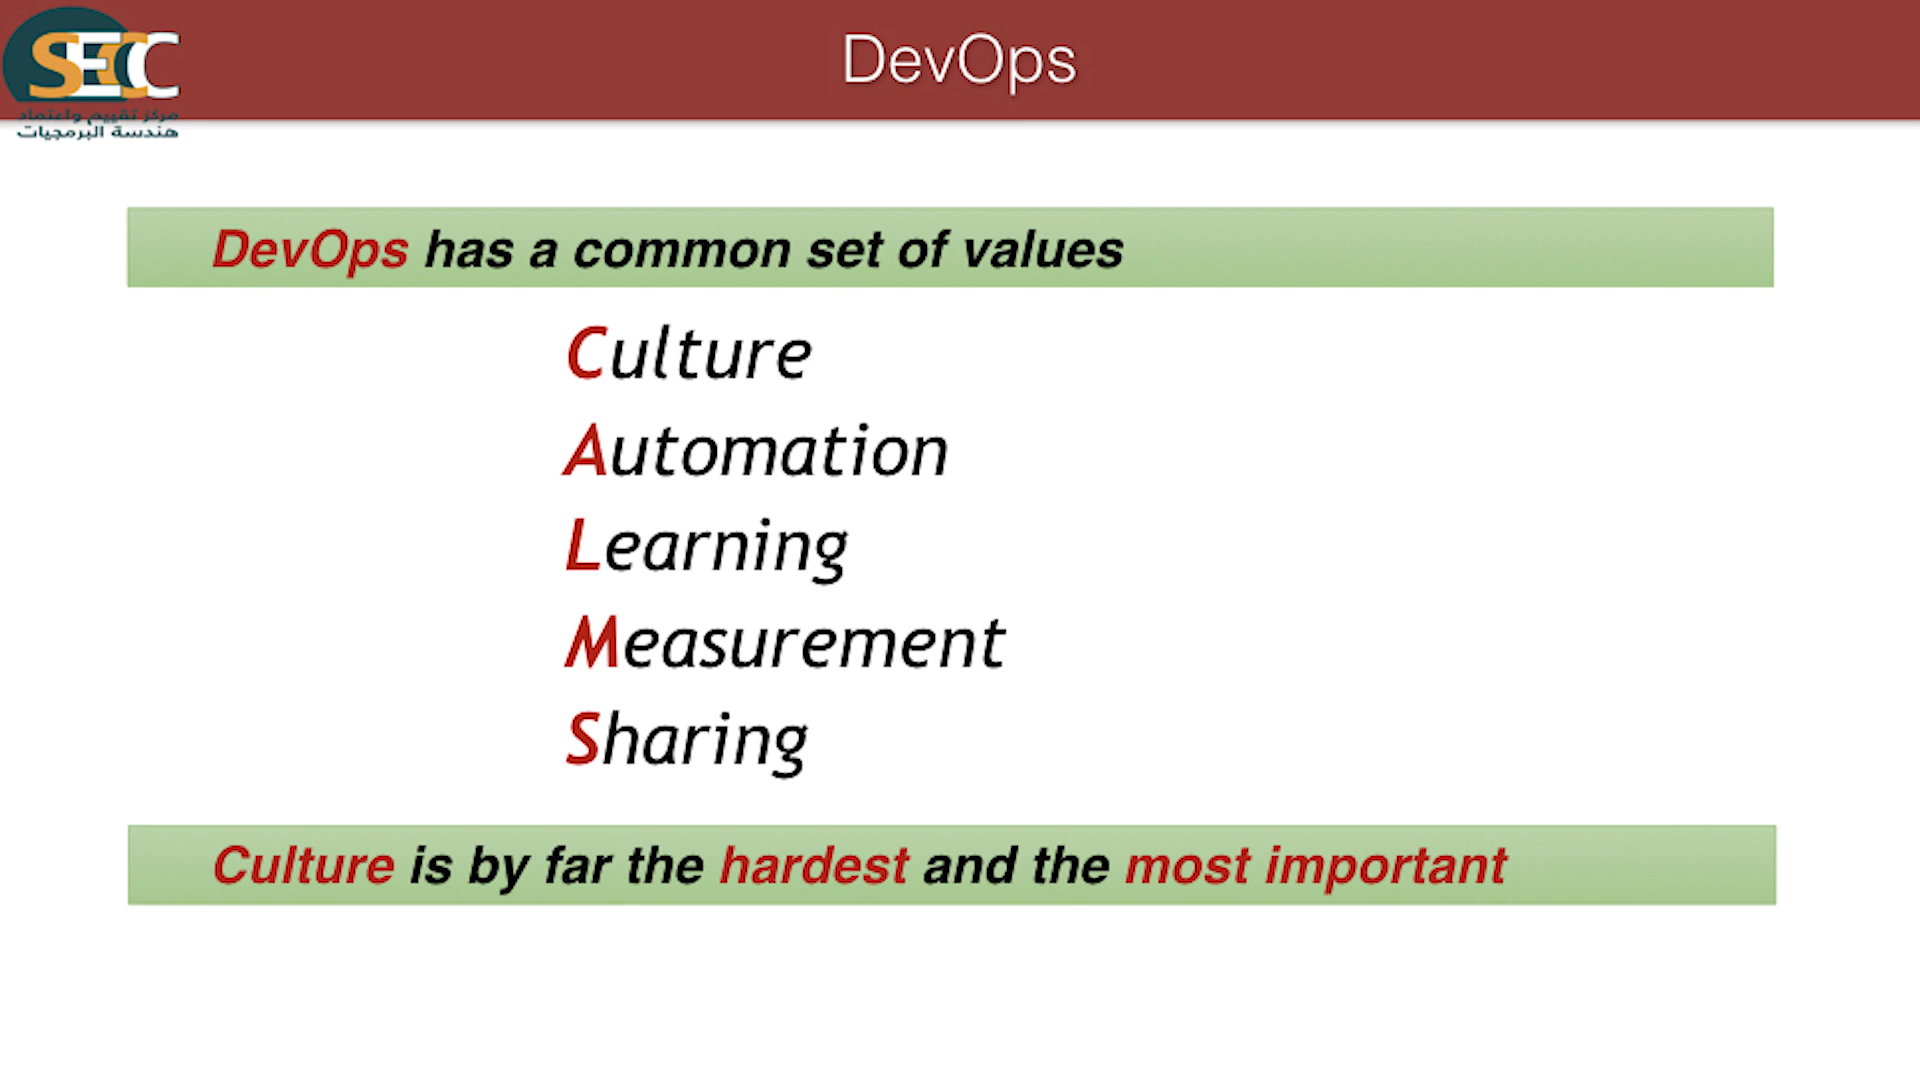 SECC
مركز تقييم واعتماد
هندسة البرمجيات
DevOps
DevOps has a common set of values
Culture
Automation
Learning
Measurement
Sharing
Culture is by far the hardest and the most important